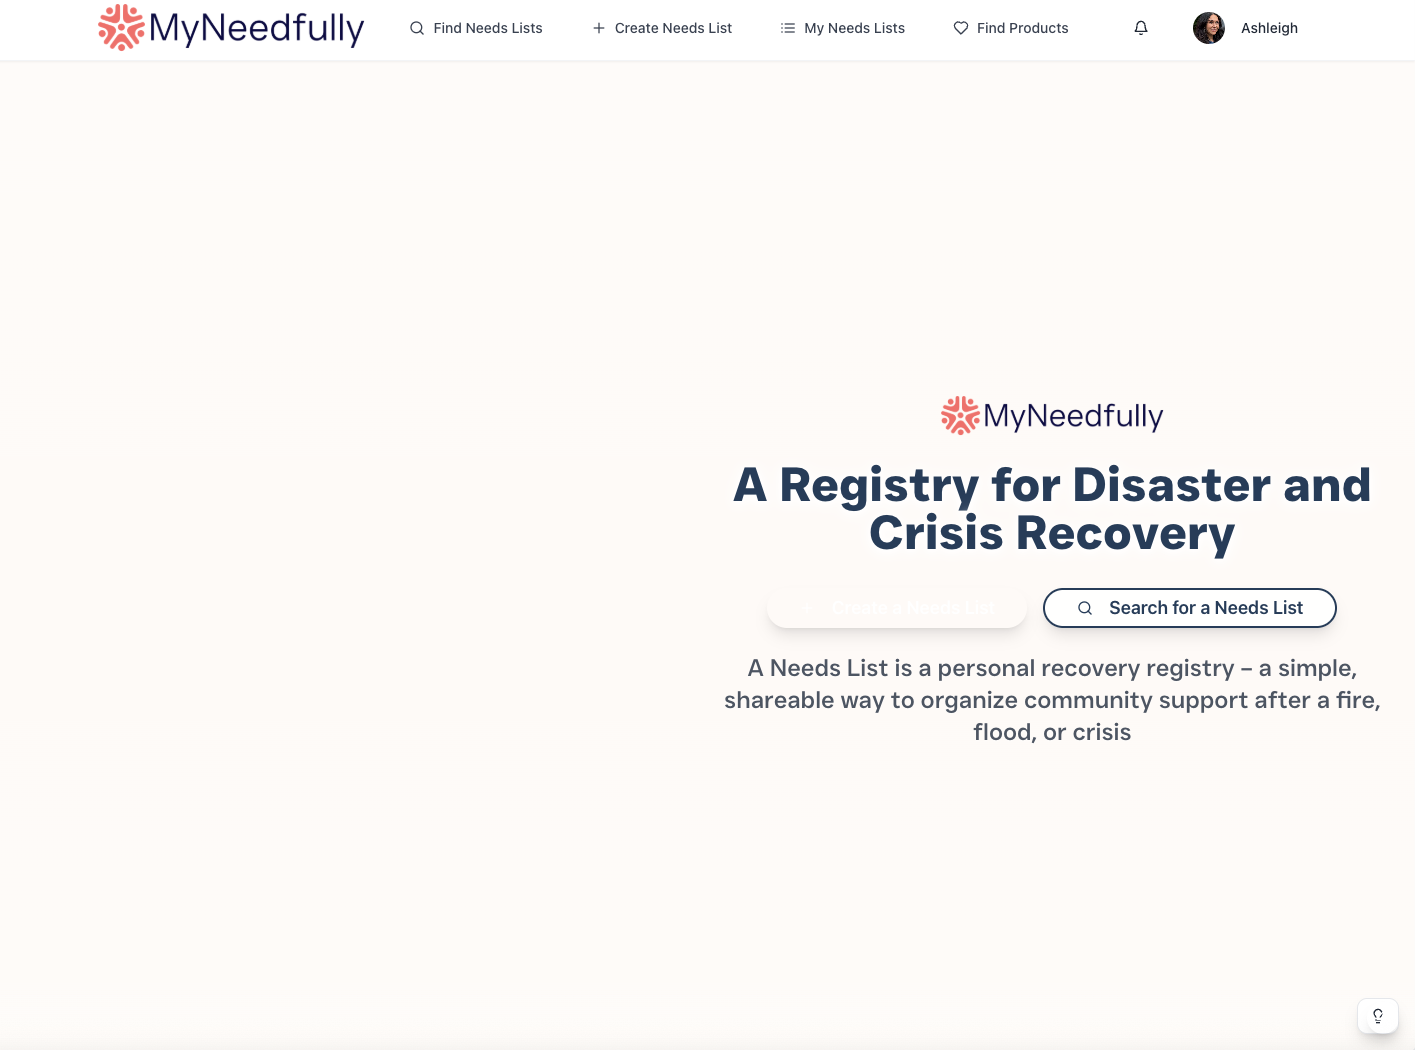 MyNeedfully
Find Needs Lists
Create Needs List
My Needs Lists
Find Products
Ashleigh
MyNeedfully
A Registry for Disaster and
Crisis Recovery
Create a Needs List
Search for a Needs List
A Needs List is a personal recovery registry – a simple,
shareable way to organize community support after a fire,
flood, or crisis